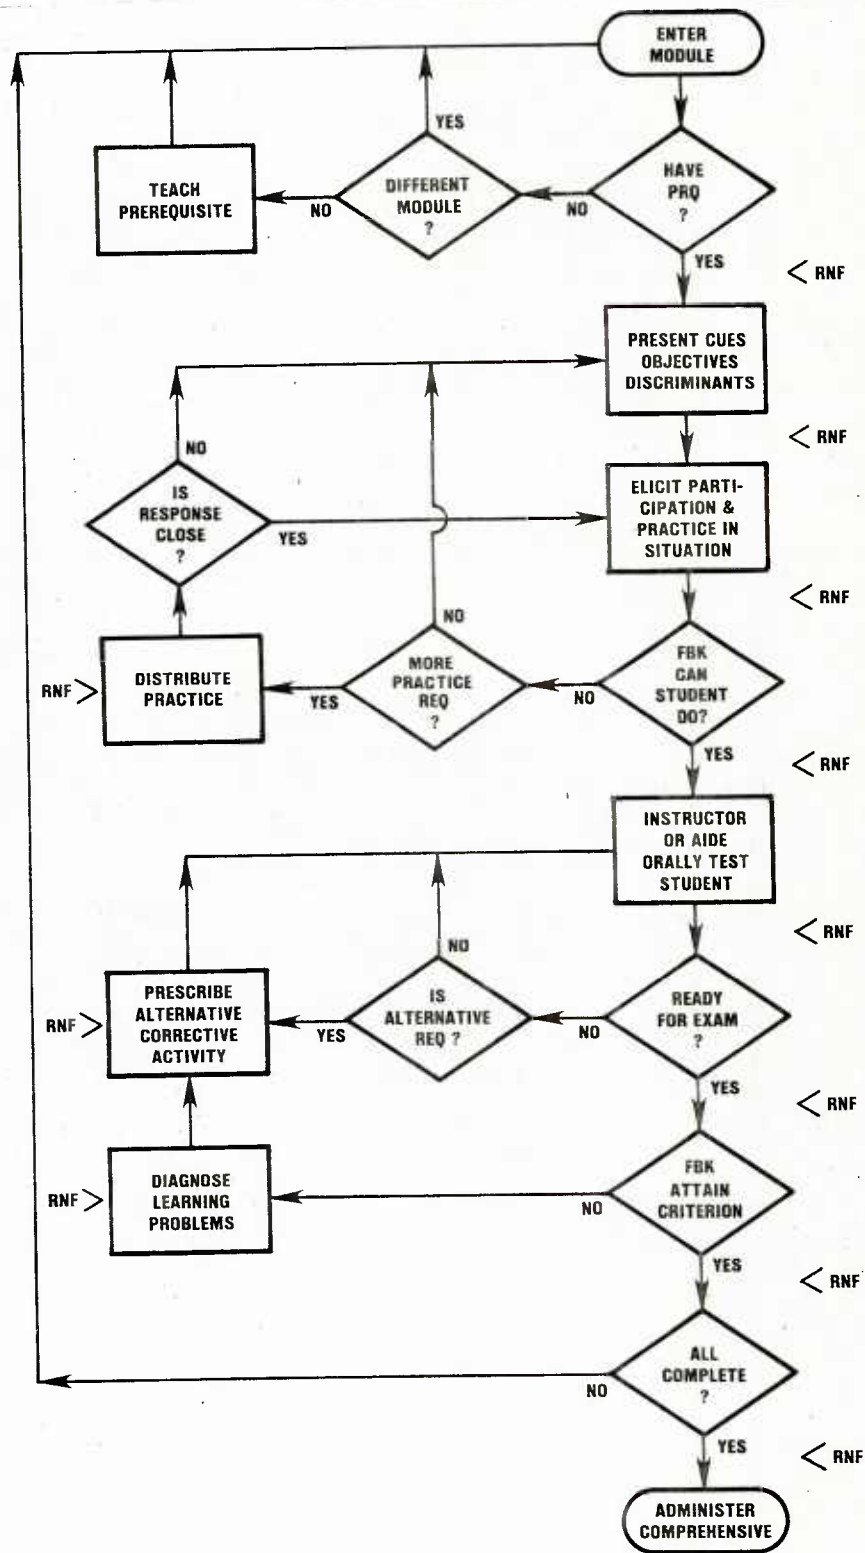 ENTER
MODULE
YES
TEACH
PREREQUISITE
NO
DIFFERENT
MODULE
?
NO
HAVE
PRQ
?
YES
< RNF
PRESENT CUES
OBJECTIVES
DISCRIMINANTS
< RNF
NO
IS
RESPONSE
CLOSE
?
YES
ELICIT PARTI-
CIPATION &
PRACTICE IN
SITUATION
< RNF
NO
RNF >
DISTRIBUTE
PRACTICE
YES
MORE
PRACTICE
REQ
?
NO
FBK
CAN
STUDENT
DO?
YES
< RNF
INSTRUCTOR
OR AIDE
ORALLY TEST
STUDENT
< RNF
NO
RNF >
PRESCRIBE
ALTERNATIVE
CORRECTIVE
ACTIVITY
YES
IS
ALTERNATIVE
REQ ?
NO
READY
FOR EXAM
?
YES
< RNF
RNF >
DIAGNOSE
LEARNING
PROBLEMS
NO
FBK
ATTAIN
CRITERION
YES
< RNF
NO
ALL
COMPLETE
?
YES
< RNF
ADMINISTER
COMPREHENSIVE